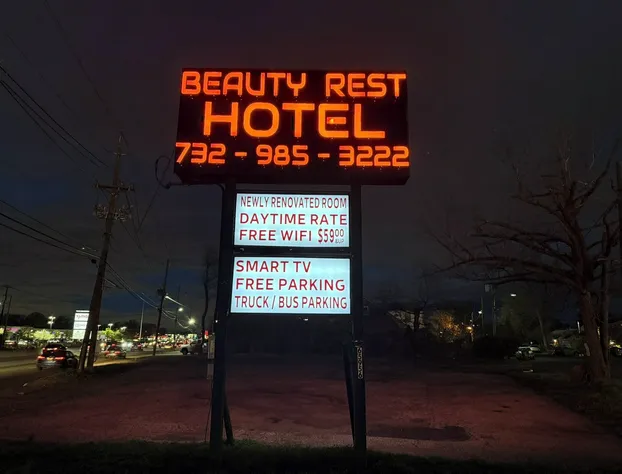 BEAUTY REST
HOTEL
732-985-3222
NEWLY RENOVATED ROOM
DAYTIME RATE
FREE WIFI $59.00 &UP
SMART TV
FREE PARKING
TRUCK / BUS PARKING